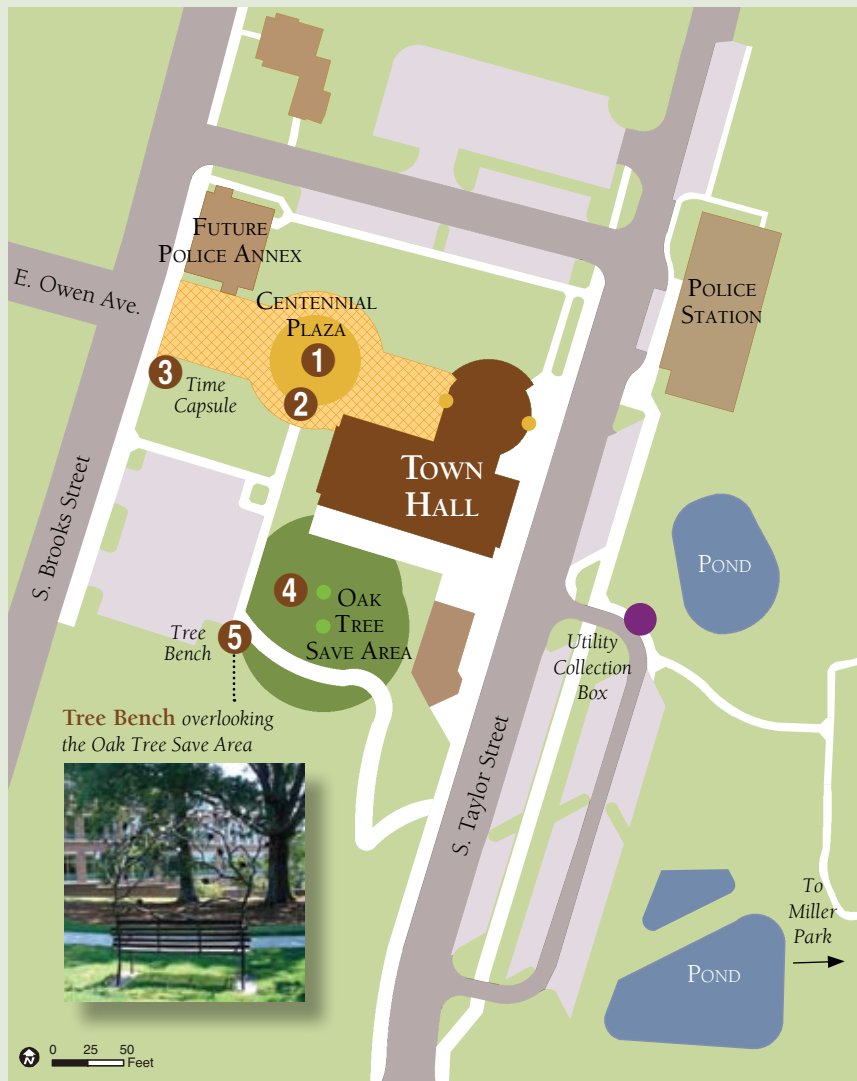 Future
Police Annex
E. Owen Ave.
Centennial
Plaza
Police
Station
1
2
3
Time
Capsule
Town
Hall
S. Brooks Street
Pond
4
Oak
Tree
Save Area
Tree
Bench
5
Utility
Collection
Box
Tree Bench overlooking
the Oak Tree Save Area
S. Taylor Street
To
Miller
Park
Pond
N
0 25 50
Feet